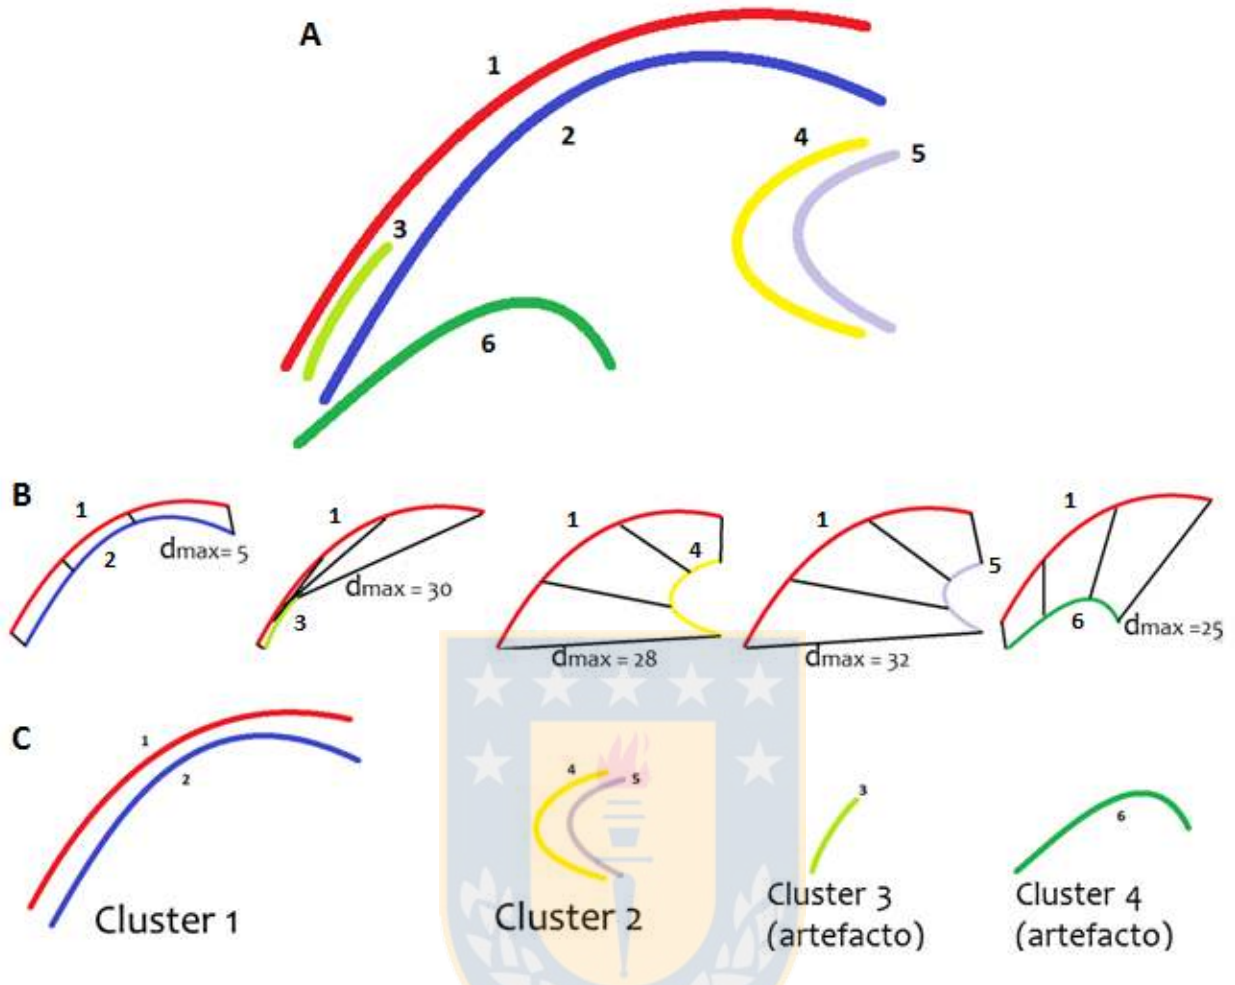 A
1
2
3
4
5
6
B
1
2
dmax= 5
1
3
dmax = 30
1
4
dmax = 28
1
5
dmax = 32
1
6
dmax =25
C
1
2
Cluster 1
4
5
Cluster 2
3
Cluster 3
(artefacto)
6
Cluster 4
(artefacto)